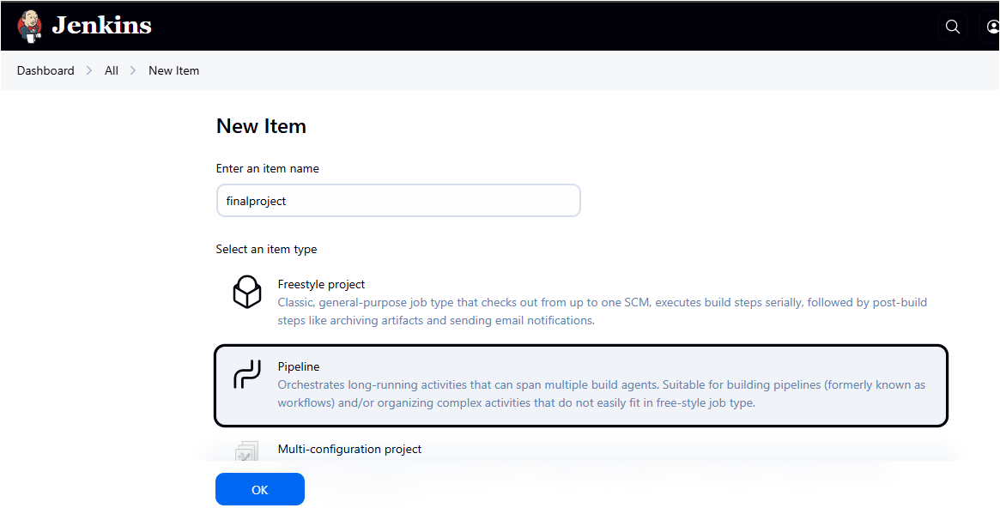 Jenkins
Dashboard
All
New Item
New Item
Enter an item name
finalproject
Select an item type
Freestyle project
Classic, general-purpose job type that checks out from up to one SCM, executes build steps serially, followed by post-build
steps like archiving artifacts and sending email notifications.
Pipeline
Orchestrates long-running activities that can span multiple build agents. Suitable for building pipelines (formerly known as
workflows) and/or organizing complex activities that do not easily fit in free-style job type.
Multi-configuration project
OK